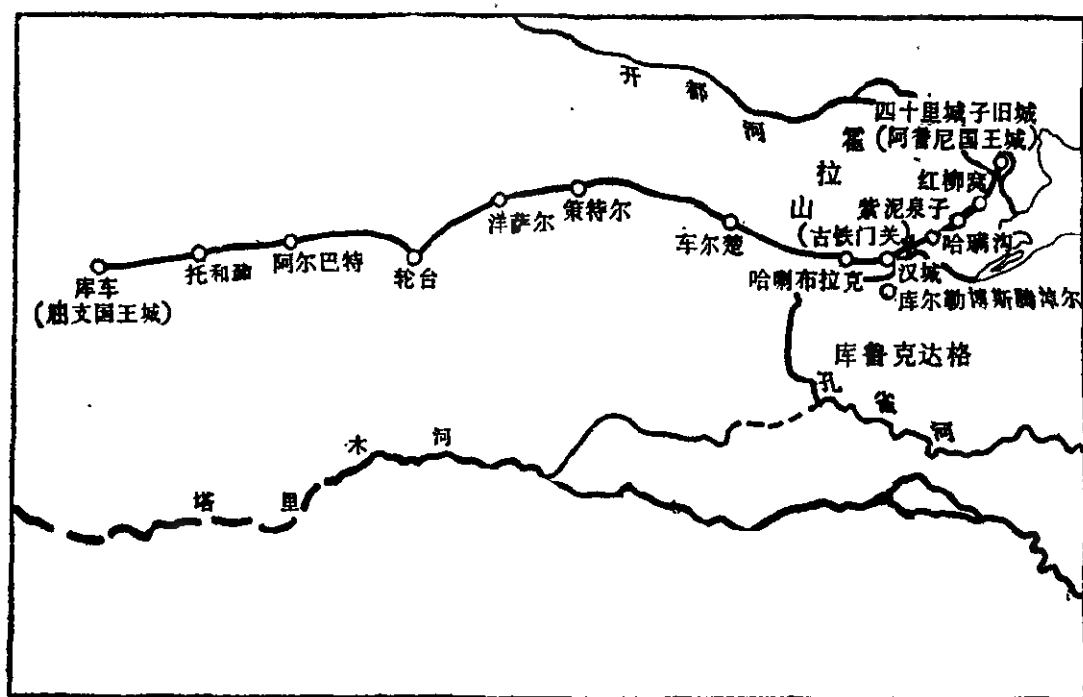 开都河
四十里城子旧城
(阿耆尼国王城)
霍拉山
红柳窝
紫泥泉子
(古铁门关)
哈璊沟
策特尔
洋萨尔
车尔楚
阿尔巴特
托和鼐
轮台
哈喇布拉克
汉城
库车
(屈支国王城)
库尔勒博斯腾淖尔
库鲁克达格
孔雀河
塔里木河